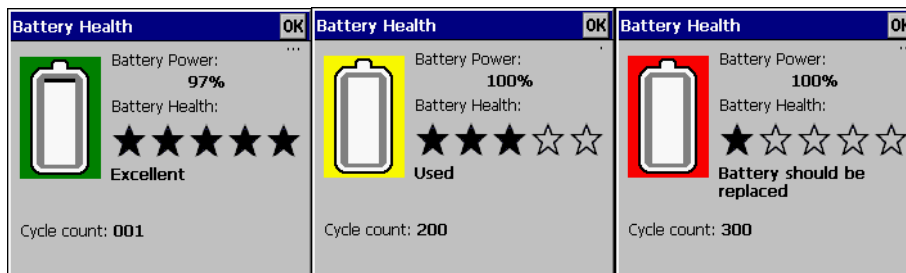 Battery Health OK
Battery Power:
97%
Battery Health:
Excellent
Cycle count: 001
Battery Health OK
Battery Power:
100%
Battery Health:
Used
Cycle count: 200
Battery Health OK
Battery Power:
100%
Battery Health:
Battery should be
replaced
Cycle count: 300